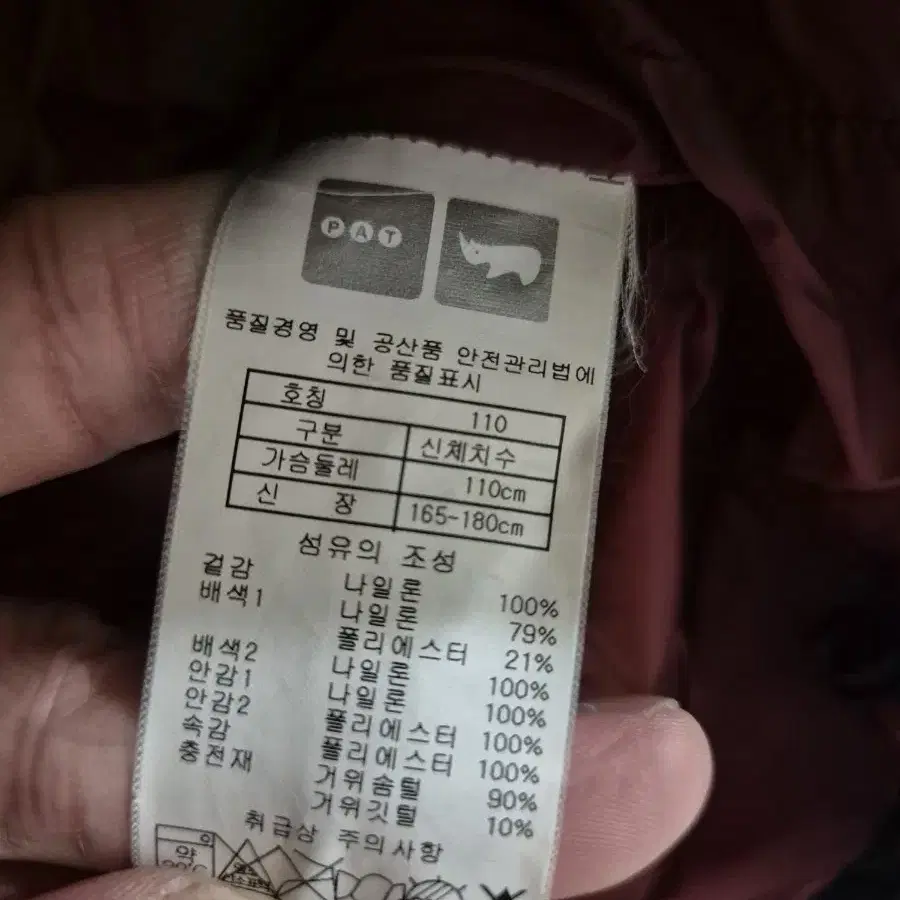 PAT
품질경영 및 공산품 안전관리법에
의한 품질표시
호칭 110
구분 신체치수
가슴둘레 110cm
신 장 165~180cm
섬유의 조성
겉감 나일론 100%
배색1 나일론 79%
폴리에스터 21%
배색2 나일론 100%
안감1 나일론 100%
안감2 폴리에스터 100%
속감 폴리에스터 100%
충전재 거위솜털 90%
거위깃털 10%
취급상 주의사항
약